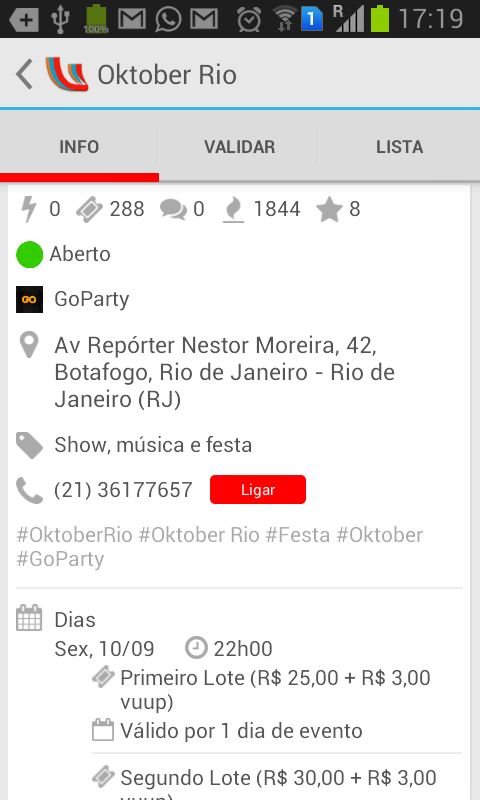 100%
1
R
17:19
Oktober Rio
INFO
VALIDAR
LISTA
0
288
0
1844
8
Aberto
GO
GoParty
Av Repórter Nestor Moreira, 42,
Botafogo, Rio de Janeiro - Rio de
Janeiro (RJ)
Show, música e festa
(21) 36177657
Ligar
#OktoberRio #Oktober Rio #Festa #Oktober
#GoParty
Dias
Sex, 10/09
22h00
Primeiro Lote (R$ 25,00 + R$ 3,00
vuup)
Válido por 1 dia de evento
Segundo Lote (R$ 30,00 + R$ 3,00